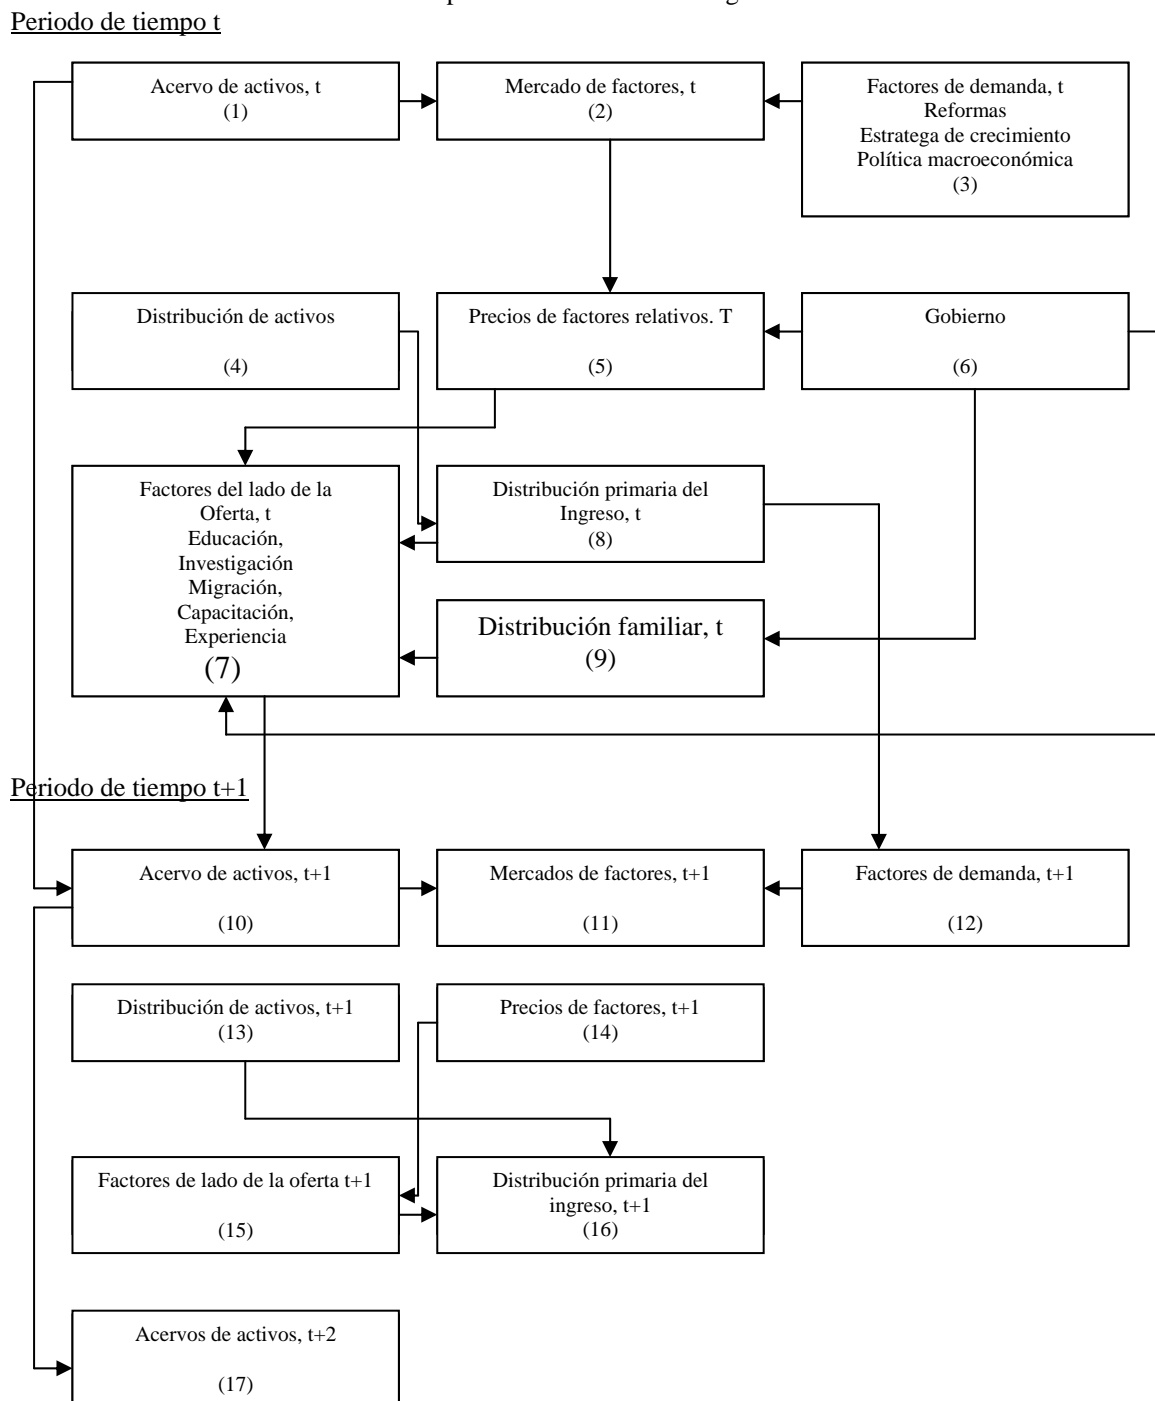 Periodo de tiempo t
Acervo de activos, t
(1)
Mercado de factores, t
(2)
Factores de demanda, t
Reformas
Estratega de crecimiento
Política macroeconómica
(3)
Distribución de activos
(4)
Precios de factores relativos. T
(5)
Gobierno
(6)
Factores del lado de la
Oferta, t
Educación,
Investigación
Migración,
Capacitación,
Experiencia
(7)
Distribución primaria del
Ingreso, t
(8)
Distribución familiar, t
(9)
Periodo de tiempo t+1
Acervo de activos, t+1
(10)
Mercados de factores, t+1
(11)
Factores de demanda, t+1
(12)
Distribución de activos, t+1
(13)
Precios de factores, t+1
(14)
Factores de lado de la oferta t+1
(15)
Distribución primaria del
ingreso, t+1
(16)
Acervos de activos, t+2
(17)